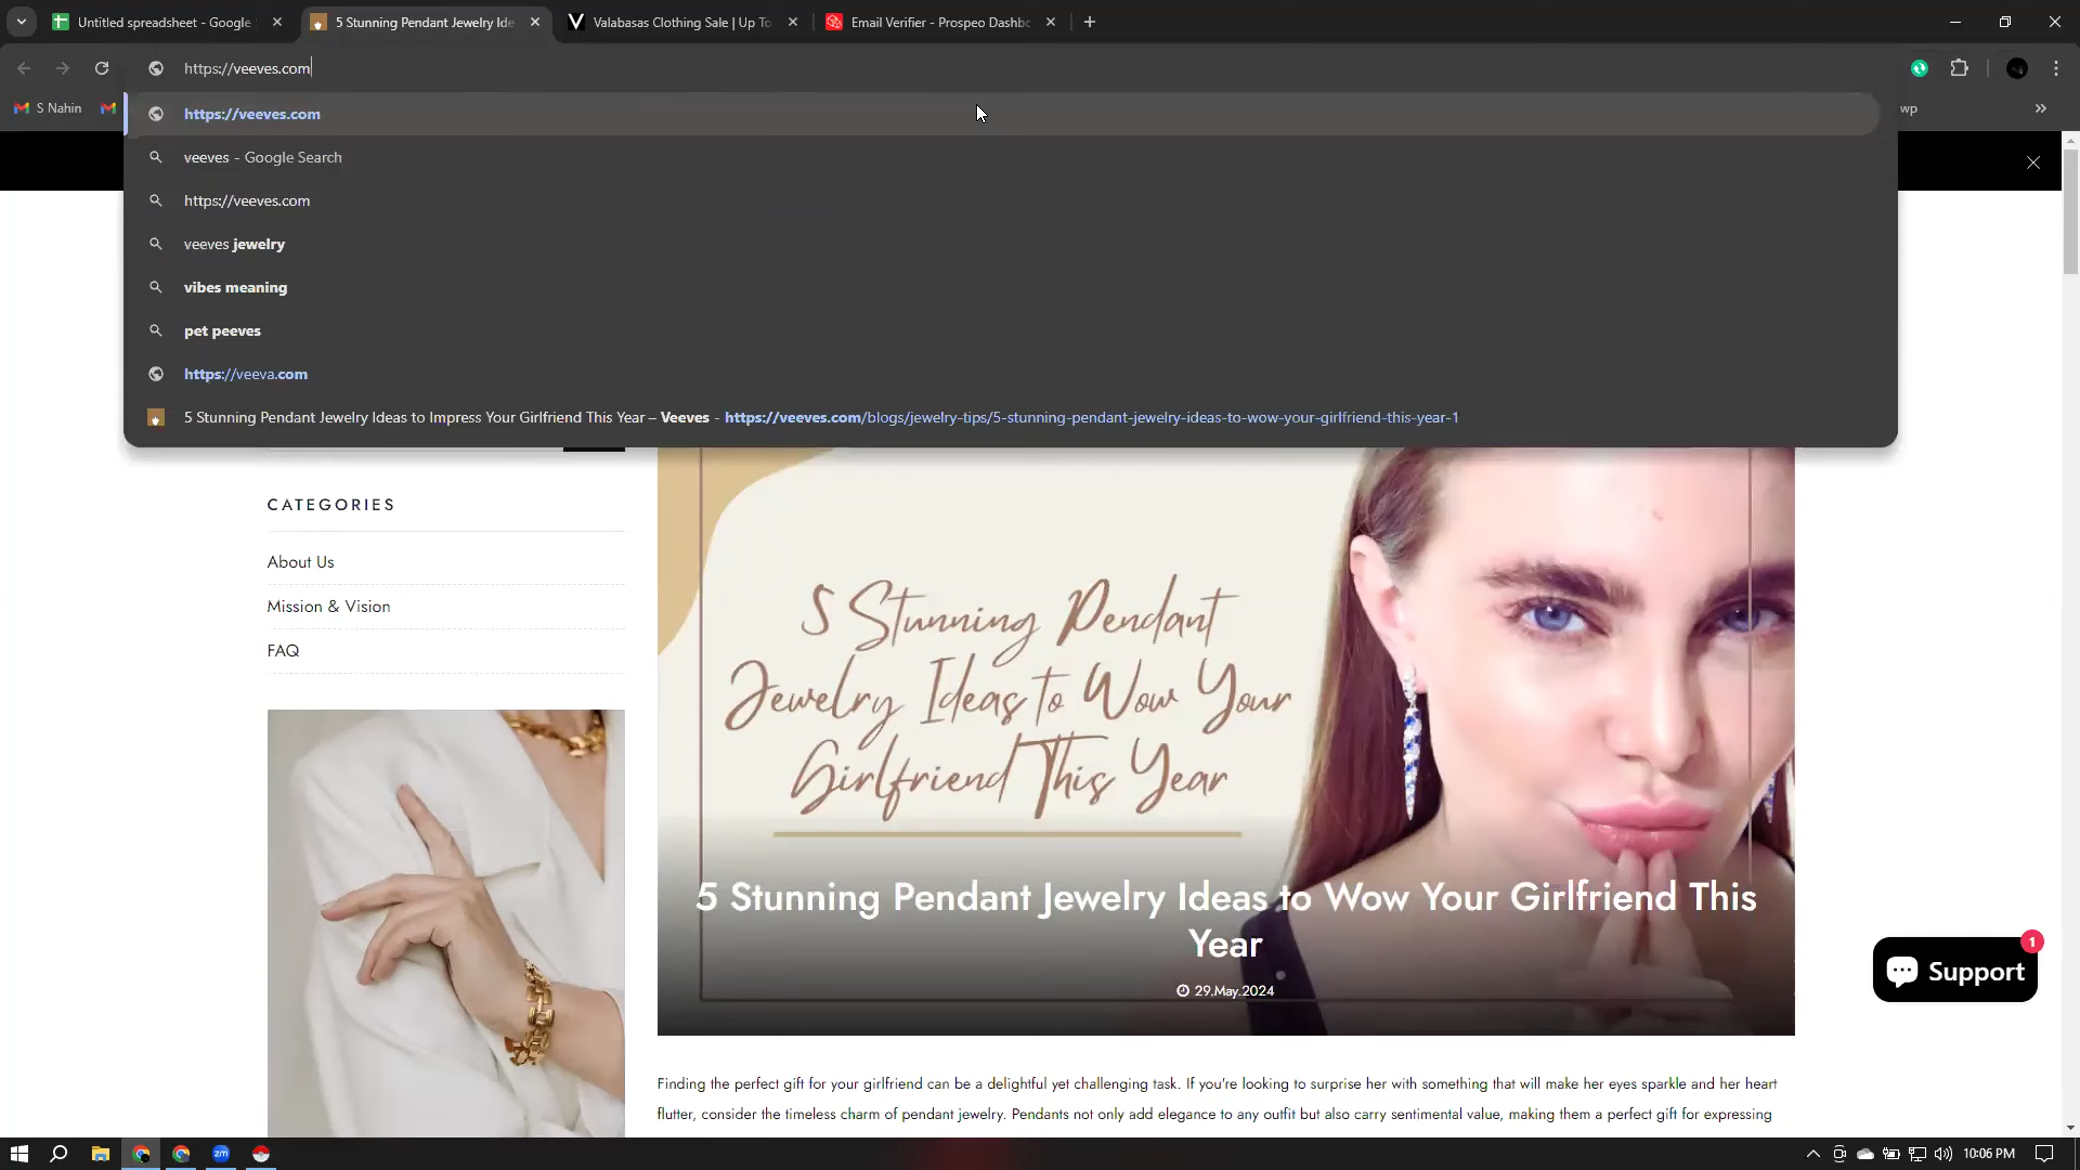 Untitled spreadsheet - Google S
5 Stunning Pendant Jewelry Ide
Valabasas Clothing Sale | Up To
Email Verifier - Prospeo Dashbo
https://veeves.com
S Nahin
wp
https://veeves.com
veeves - Google Search
https://veeves.com
veeves jewelry
vibes meaning
pet peeves
https://veeva.com
5 Stunning Pendant Jewelry Ideas to Impress Your Girlfriend This Year – Veeves - https://veeves.com/blogs/jewelry-tips/5-stunning-pendant-jewelry-ideas-to-wow-your-girlfriend-this-year-1
CATEGORIES
About Us
Mission & Vision
FAQ
5 Stunning Pendant
Jewelry Ideas to Wow Your
Girlfriend This Year
5 Stunning Pendant Jewelry Ideas to Wow Your Girlfriend This
Year
29.May.2024
1
Support
Finding the perfect gift for your girlfriend can be a delightful yet challenging task. If you're looking to surprise her with something that will make her eyes sparkle and her heart
flutter, consider the timeless charm of pendant jewelry. Pendants not only add elegance to any outfit but also carry sentimental value, making them a perfect gift for expressing
zm
10:06 PM